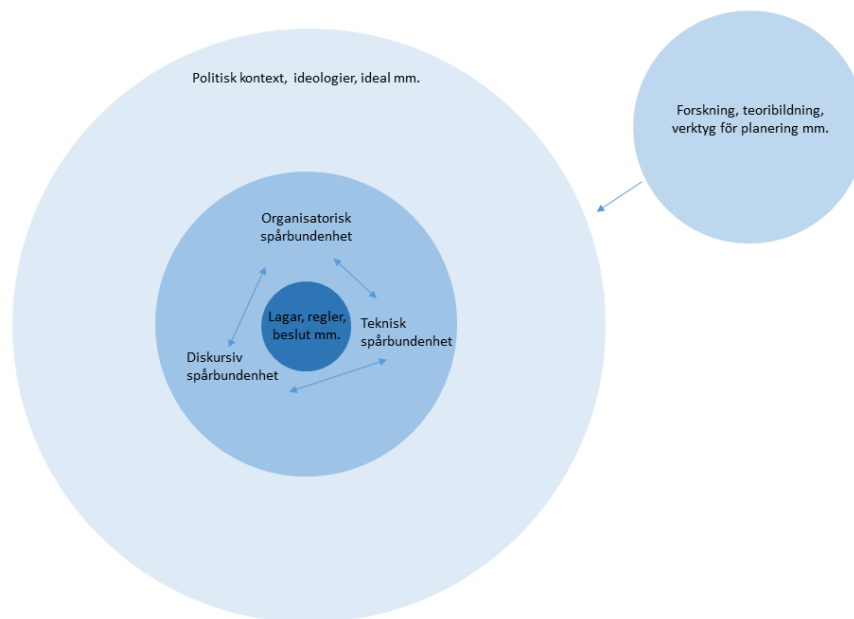 Politisk kontext, ideologier, ideal mm.
Forskning, teoribildning,
verktyg för planering mm.
Organisatorisk
spårbundenhet
Lagar, regler,
beslut mm.
Teknisk
spårbundenhet
Diskursiv
spårbundenhet